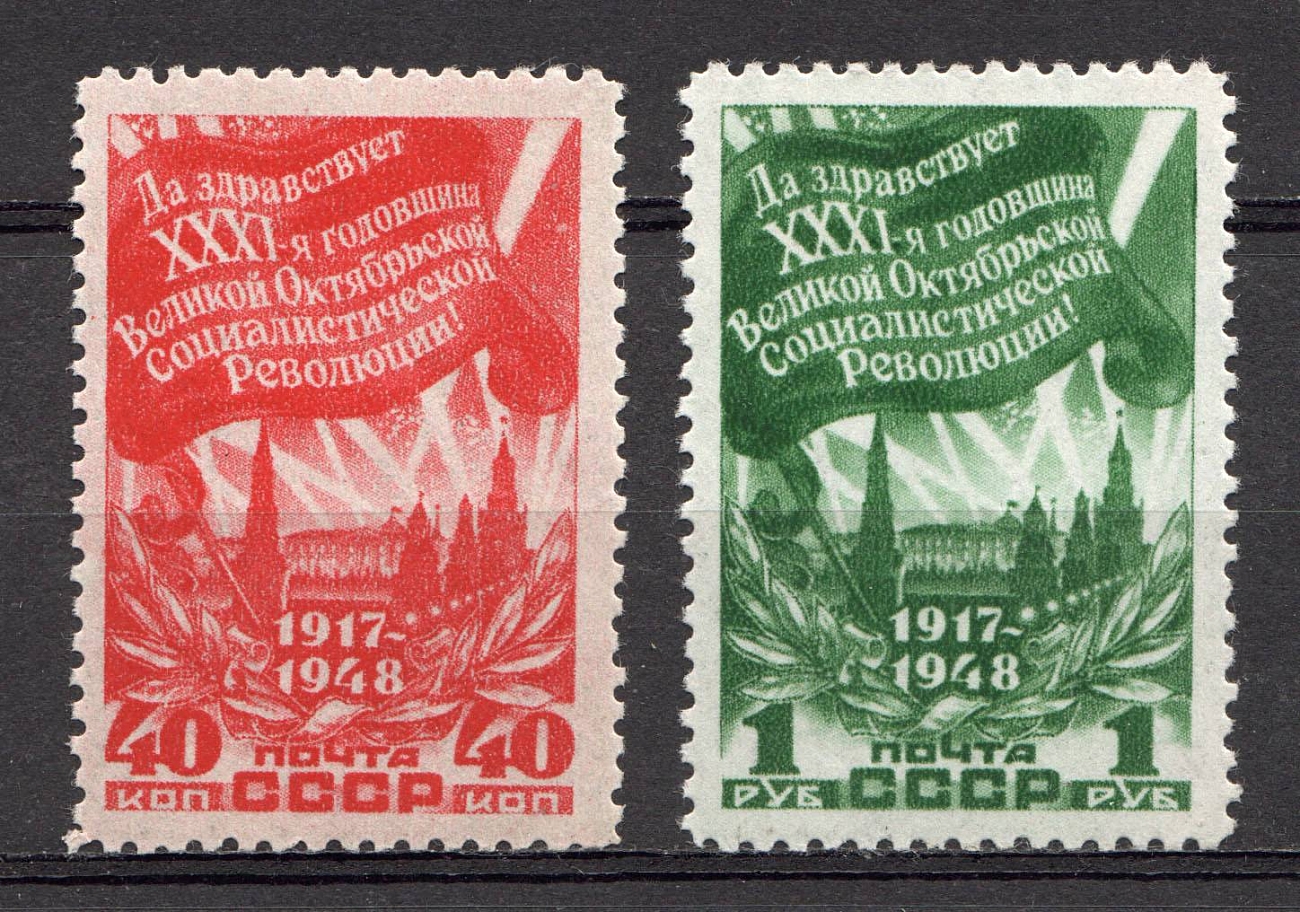 Да здравствует
XXXI-я годовщина
Великой Октябрьской
социалистической
Революции!
1917~
1948
40 ПОЧТА 40
КОП СССР КОП
Да здравствует
XXXI-я годовщина
Великой Октябрьской
социалистической
Революции!
1917~
1948
1 ПОЧТА 1
РУБ СССР РУБ